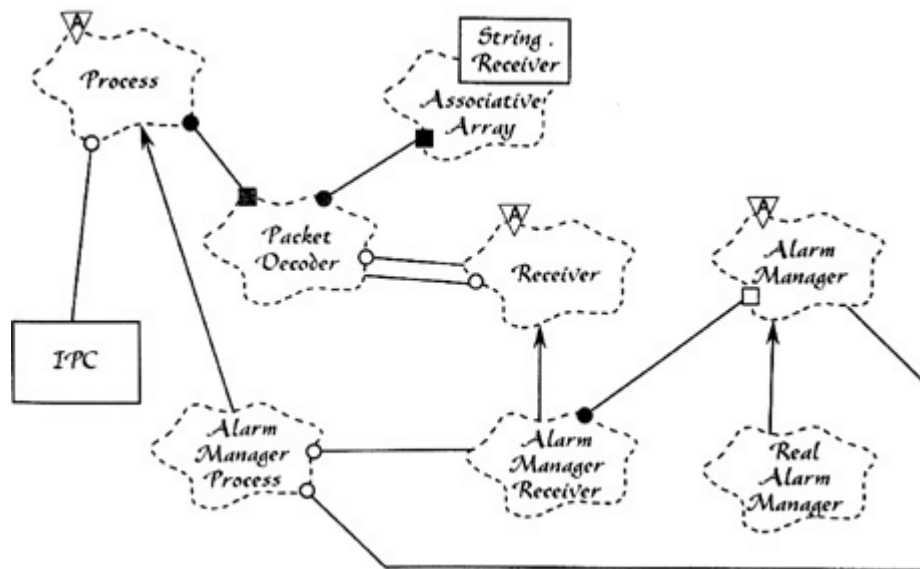 A
Process
String .
Receiver
Associative
Array
Packet
Decoder
A
Receiver
A
Alarm
Manager
IPC
Alarm
Manager
Process
Alarm
Manager
Receiver
Real
Alarm
Manager